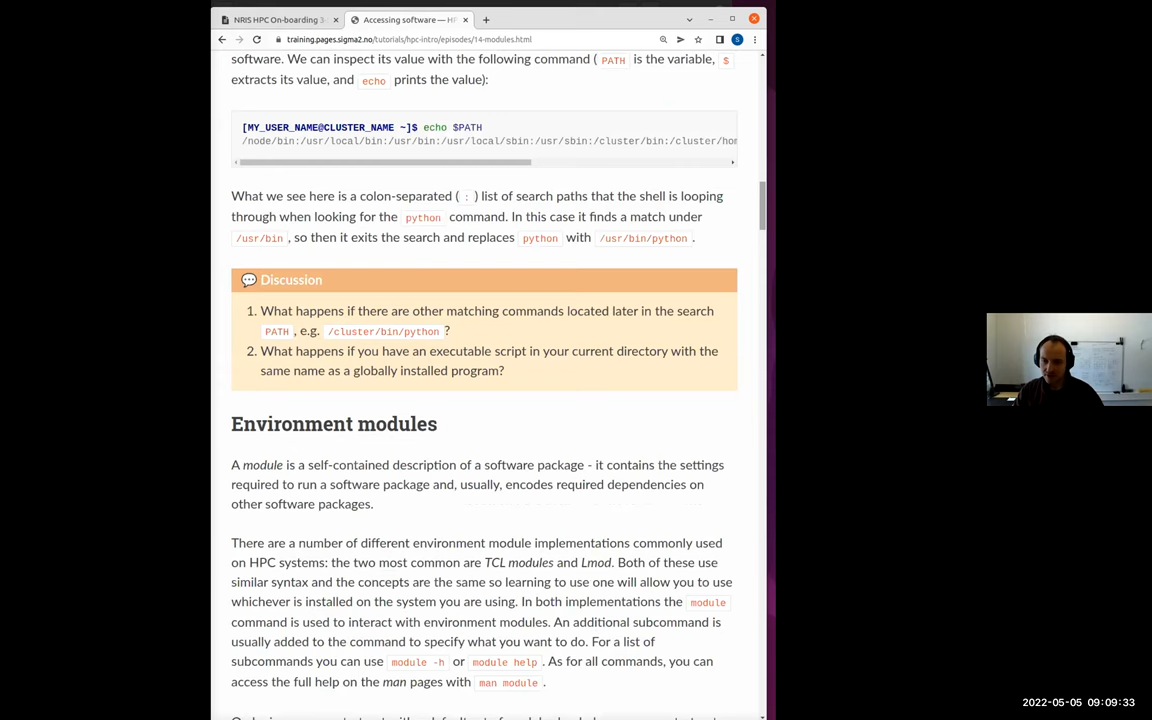 NRIS HPC On-boarding 3-
Accessing software — HP
training.pages.sigma2.no/tutorials/hpc-intro/episodes/14-modules.html
S
software. We can inspect its value with the following command ( PATH is the variable, $
extracts its value, and echo prints the value):
[MY_USER_NAME@CLUSTER_NAME ~]$ echo $PATH
/node/bin:/usr/local/bin:/usr/bin:/usr/local/sbin:/usr/sbin:/cluster/bin:/cluster/hom
What we see here is a colon-separated ( : ) list of search paths that the shell is looping
through when looking for the python command. In this case it finds a match under
/usr/bin , so then it exits the search and replaces python with /usr/bin/python .
Discussion
1. What happens if there are other matching commands located later in the search
PATH , e.g. /cluster/bin/python ?
2. What happens if you have an executable script in your current directory with the
same name as a globally installed program?
Environment modules
A module is a self-contained description of a software package - it contains the settings
required to run a software package and, usually, encodes required dependencies on
other software packages.
There are a number of different environment module implementations commonly used
on HPC systems: the two most common are TCL modules and Lmod. Both of these use
similar syntax and the concepts are the same so learning to use one will allow you to use
whichever is installed on the system you are using. In both implementations the module
command is used to interact with environment modules. An additional subcommand is
usually added to the command to specify what you want to do. For a list of
subcommands you can use module -h or module help . As for all commands, you can
access the full help on the man pages with man module .
2022-05-05 09:09:33